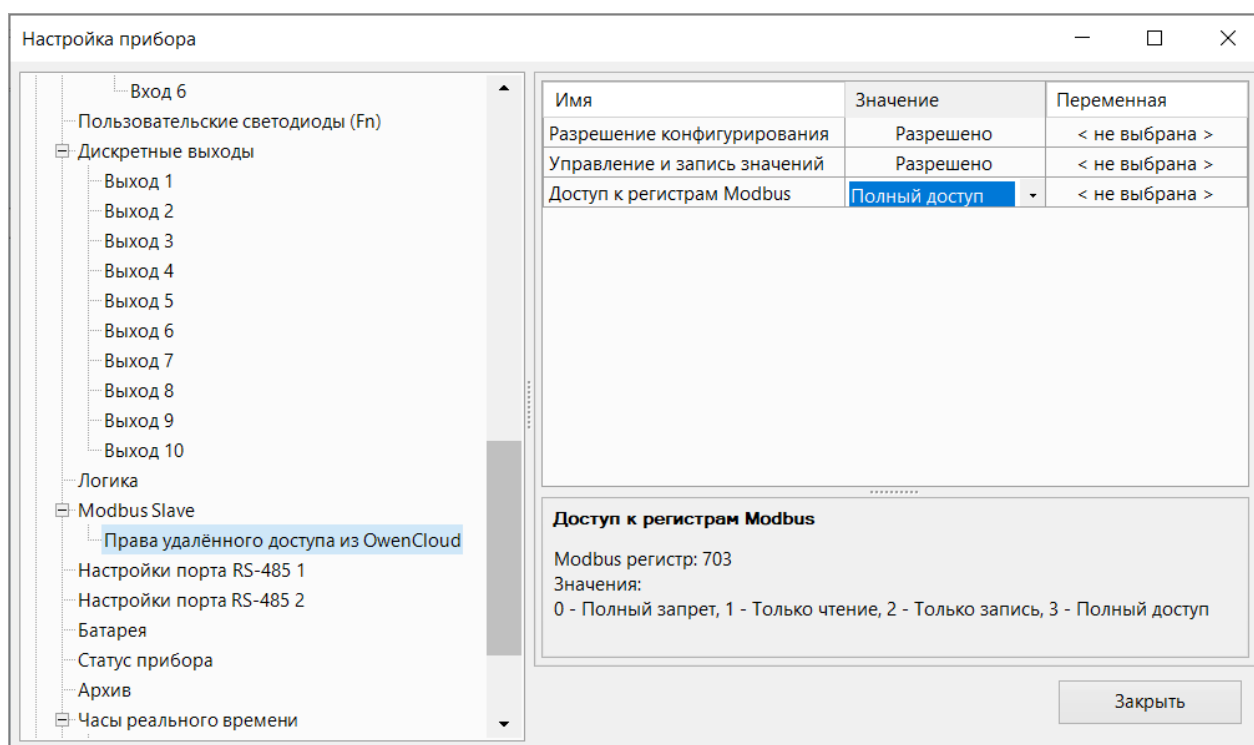 Настройка прибора
Вход 6
Пользовательские светодиоды (Fn)
Дискретные выходы
Выход 1
Выход 2
Выход 3
Выход 4
Выход 5
Выход 6
Выход 7
Выход 8
Выход 9
Выход 10
Логика
Modbus Slave
Права удалённого доступа из OwenCloud
Настройки порта RS-485 1
Настройки порта RS-485 2
Батарея
Статус прибора
Архив
Часы реального времени
Имя Значение Переменная
Разрешение конфигурирования Разрешено < не выбрана >
Управление и запись значений Разрешено < не выбрана >
Доступ к регистрам Modbus Полный доступ < не выбрана >
Доступ к регистрам Modbus
Modbus регистр: 703
Значения:
0 - Полный запрет, 1 - Только чтение, 2 - Только запись, 3 - Полный доступ
Закрыть